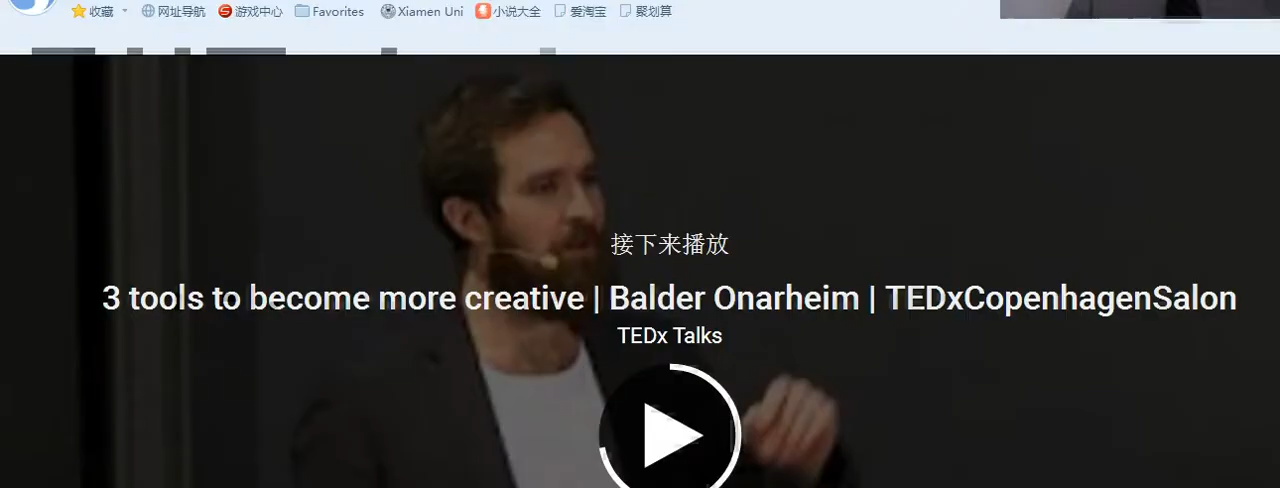 收藏 网址导航 游戏中心 Favorites Xiamen Uni 小说大全 爱淘宝 聚划算
接下来播放
3 tools to become more creative | Balder Onarheim | TEDxCopenhagenSalon
TEDx Talks